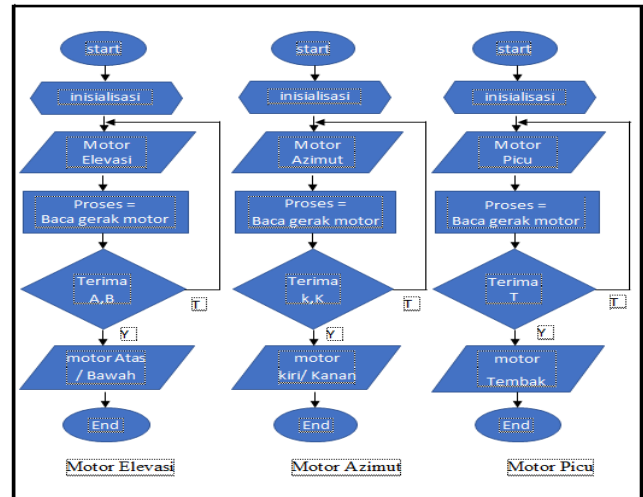 start
inisialisasi
Motor
Elevasi
Proses =
Baca gerak motor
Terima
A,B
T
Y
motor Atas
/ Bawah
End
Motor Elevasi
start
inisialisasi
Motor
Azimut
Proses =
Baca gerak motor
Terima
k,K
T
Y
motor
kiri/ Kanan
End
Motor Azimut
start
inisialisasi
Motor
Picu
Proses =
Baca gerak motor
Terima
T
T
Y
motor
Tembak
End
Motor Picu